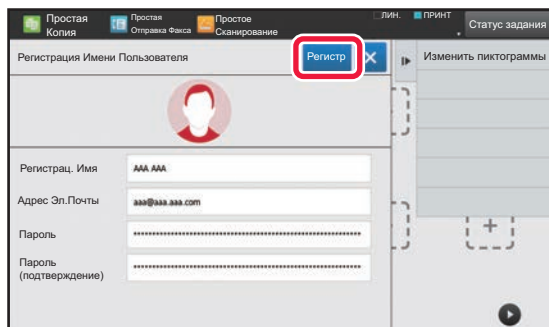 Простая
Копия
Простая
Отправка Факса
Простое
Сканирование
ЛИН.
ПРИНТ
Статус задания
Регистрация Имени Пользователя
Регистр
Изменить пиктограммы
Регистрац. Имя
AAA AAA
Адрес Эл.Почты
aaa@aaa.aaa.com
Пароль
Пароль
(подтверждение)